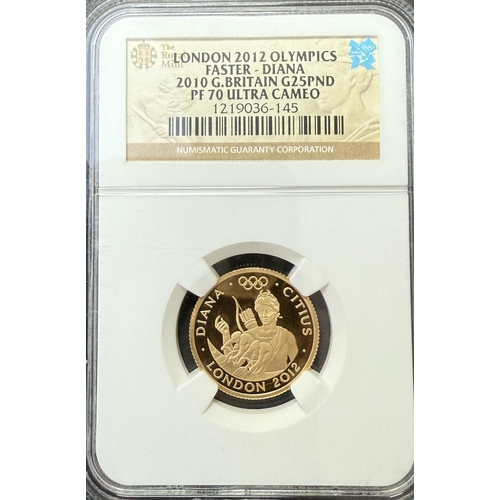 The
Royal
Mint
LONDON 2012 OLYMPICS
FASTER - DIANA
2010 G.BRITAIN G25PND
PF 70 ULTRA CAMEO
1219036-145
NUMISMATIC GUARANTY CORPORATION
DIANA · CITIUS
· LONDON 2012 ·